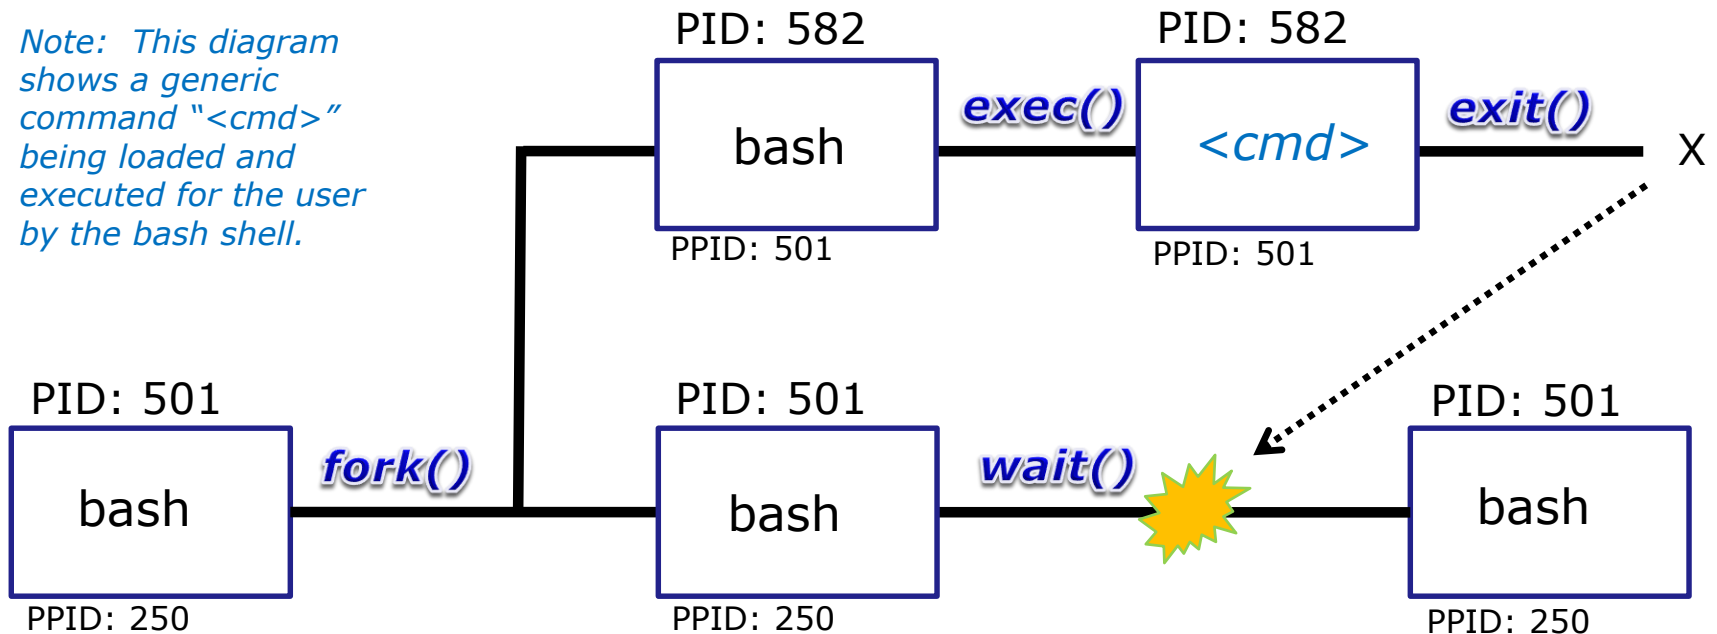 Note:  This diagram
shows a generic
command “<cmd>”
being loaded and
executed for the user
by the bash shell.
PID: 582
bash
PPID: 501
exec()
PID: 582
<cmd>
PPID: 501
exit()
X
PID: 501
bash
PPID: 250
fork()
PID: 501
bash
PPID: 250
wait()
PID: 501
bash
PPID: 250